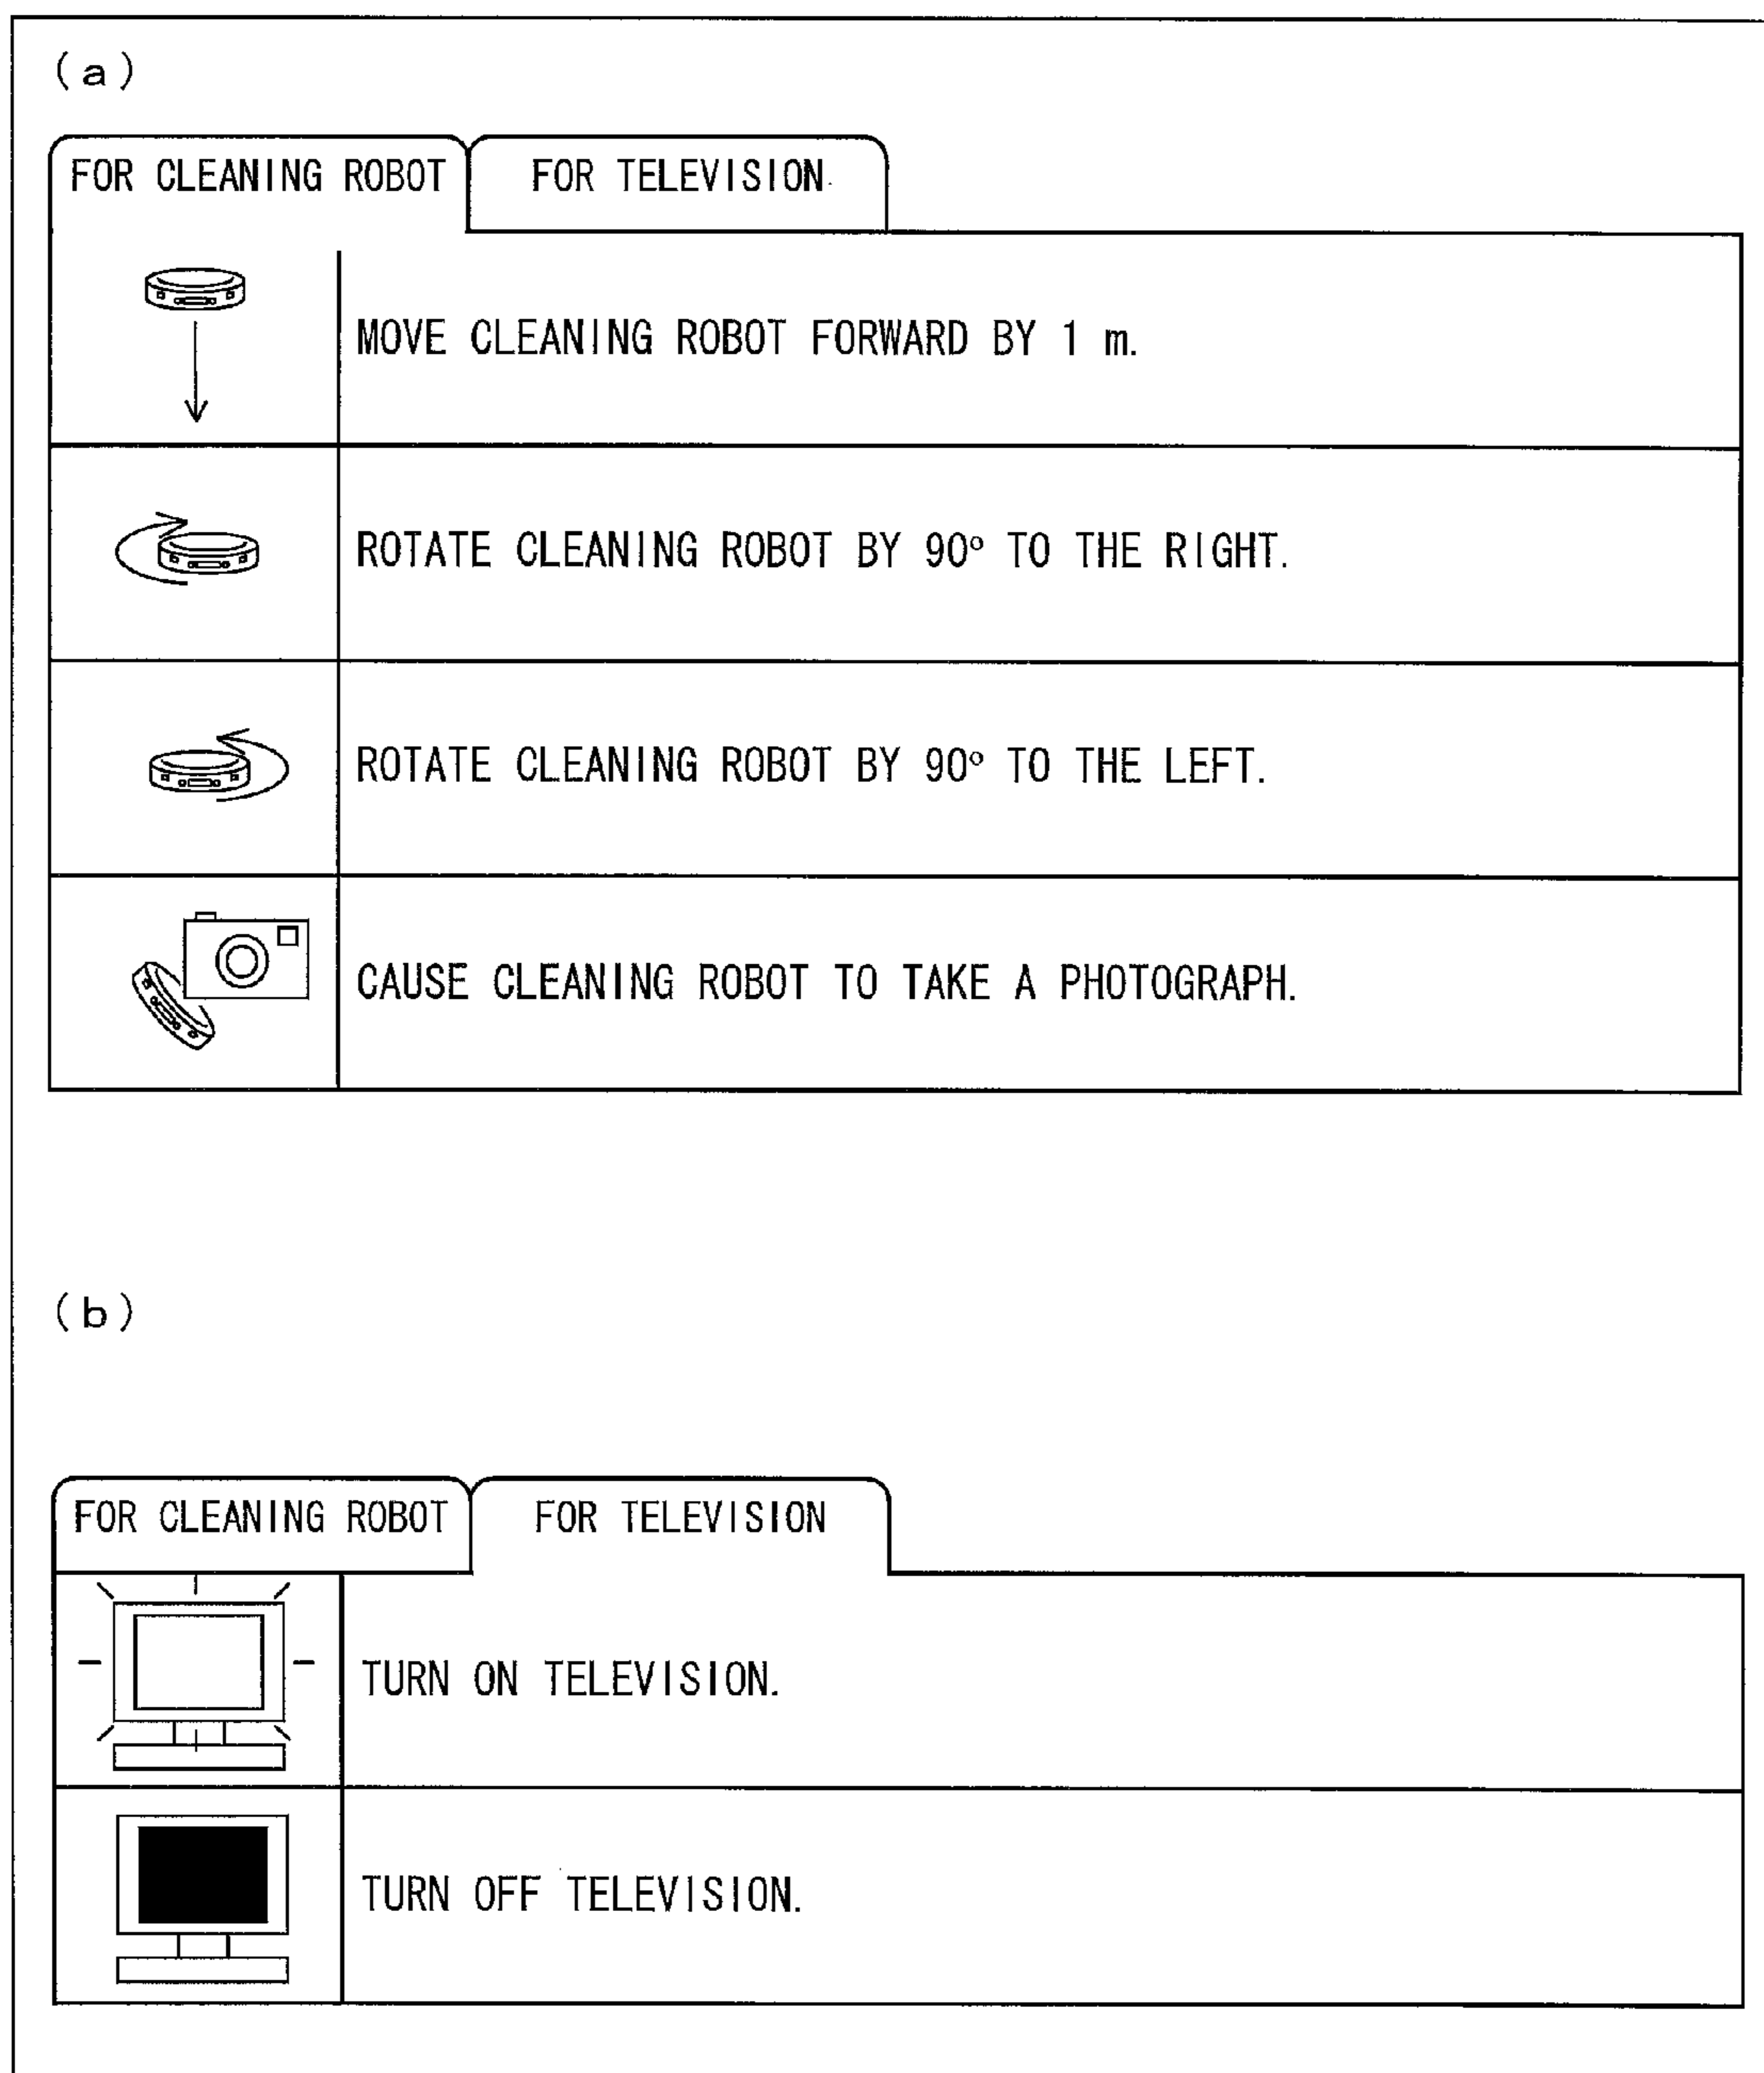 (a)
FOR CLEANING ROBOT FOR TELEVISION
MOVE CLEANING ROBOT FORWARD BY 1 m.
ROTATE CLEANING ROBOT BY 90° TO THE RIGHT.
ROTATE CLEANING ROBOT BY 90° TO THE LEFT.
CAUSE CLEANING ROBOT TO TAKE A PHOTOGRAPH.
(b)
FOR CLEANING ROBOT FOR TELEVISION
TURN ON TELEVISION.
TURN OFF TELEVISION.